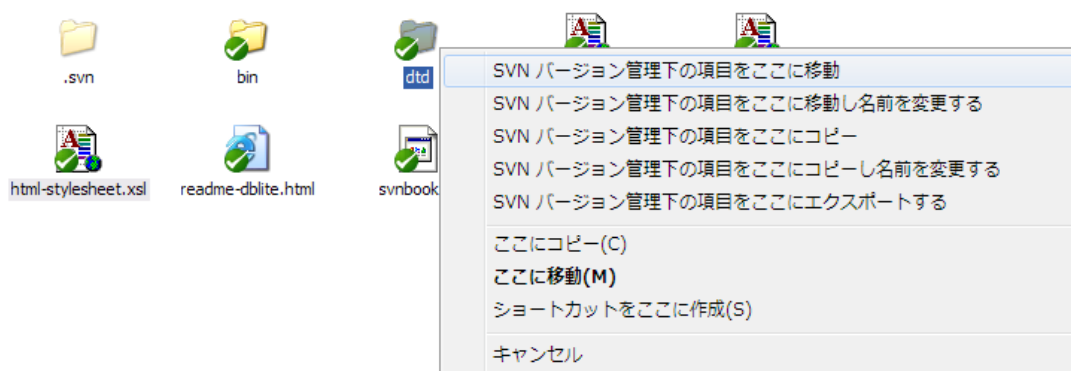 .svn
bin
dtd
html-stylesheet.xsl
readme-dblite.html
svnbook
SVN バージョン管理下の項目をここに移動
SVN バージョン管理下の項目をここに移動し名前を変更する
SVN バージョン管理下の項目をここにコピー
SVN バージョン管理下の項目をここにコピーし名前を変更する
SVN バージョン管理下の項目をここにエクスポートする
ここにコピー(C)
ここに移動(M)
ショートカットをここに作成(S)
キャンセル